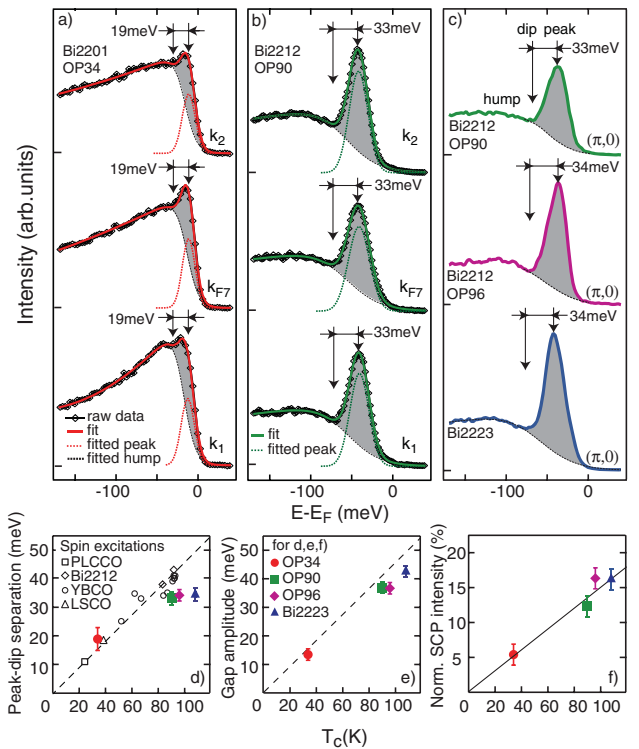 a)
19meV
Bi2201
OP34
k2
19meV
kF7
19meV
raw data
fit
fitted peak
fitted hump
k1
b)
33meV
Bi2212
OP90
k2
33meV
kF7
33meV
fit
fitted peak
k1
c)
dip peak
33meV
hump
Bi2212
OP90
(π,0)
34meV
Bi2212
OP96
(π,0)
34meV
Bi2223
(π,0)
Intensity (arb.units)
-100 0 -100 0 -100 0
E-EF (meV)
Peak-dip separation (meV)
50
40
30
20
10
Spin excitations
PLCCO
Bi2212
YBCO
LSCO
d)
0 20 40 60 80 100
Gap amplitude (meV)
50
40
30
20
10
for d,e,f)
OP34
OP90
OP96
Bi2223
e)
0 20 40 60 80 100
Norm. SCP intensity (%)
20
15
10
5
f)
0 20 40 60 80 100
Tc(K)